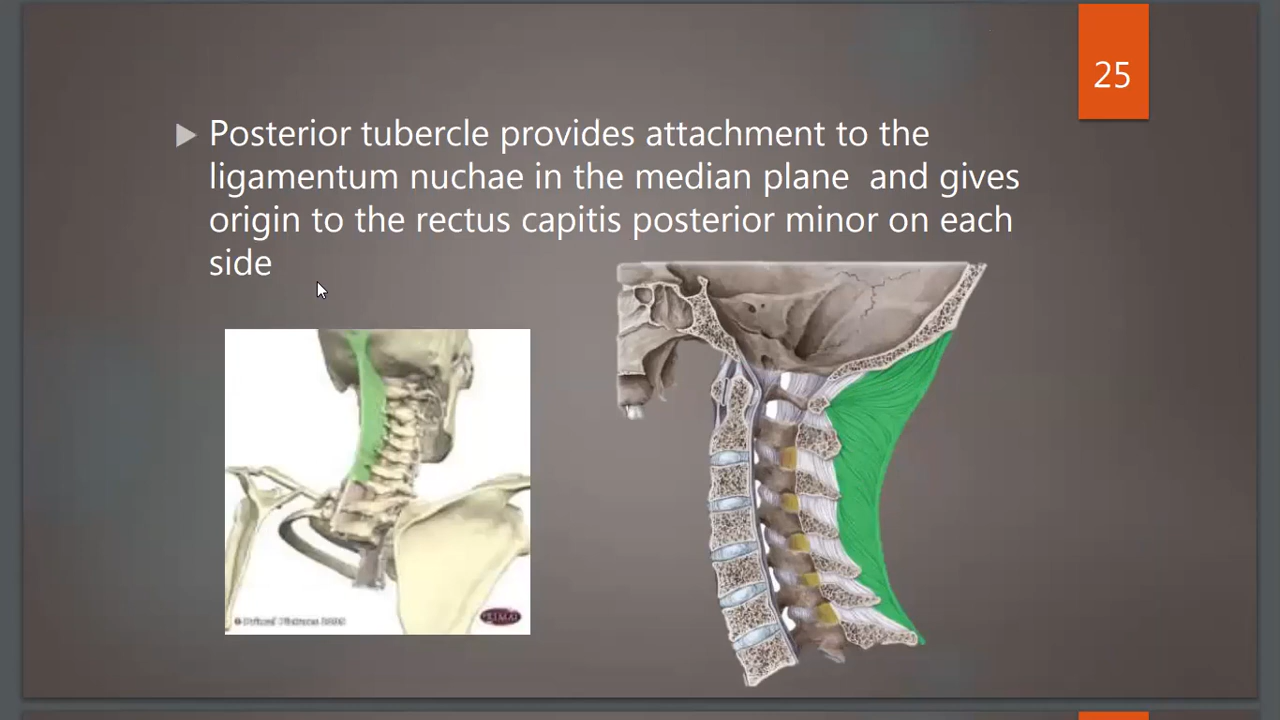 25
Posterior tubercle provides attachment to the
ligamentum nuchae in the median plane  and gives
origin to the rectus capitis posterior minor on each
side